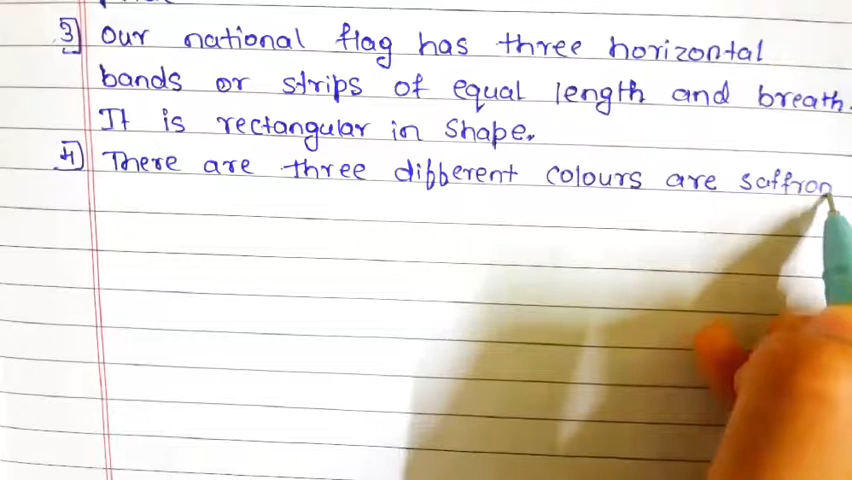 3] Our national flag has three horizontal
bands or strips of equal length and breath.
It is rectangular in shape.
4] There are three different colours are saffron